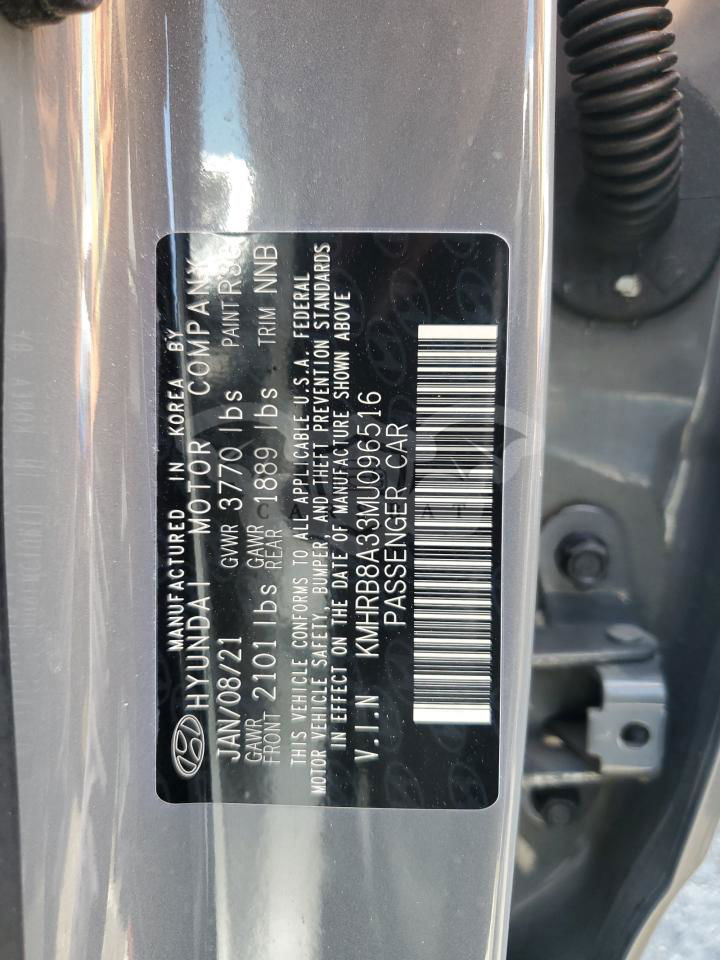 MANUFACTURED IN KOREA BY
HYUNDAI MOTOR COMPANY
JAN/08/21 GVWR 3770 lbs PAINT
GAWR FRONT 2101 lbs GAWR REAR 1889 lbs TRIM NNB
THIS VEHICLE CONFORMS TO ALL APPLICABLE U.S.A. FEDERAL
MOTOR VEHICLE SAFETY, BUMPER, AND THEFT PREVENTION STANDARDS
IN EFFECT ON THE DATE OF MANUFACTURE SHOWN ABOVE
V.I.N KMHRB8A33MU096516
PASSENGER CAR